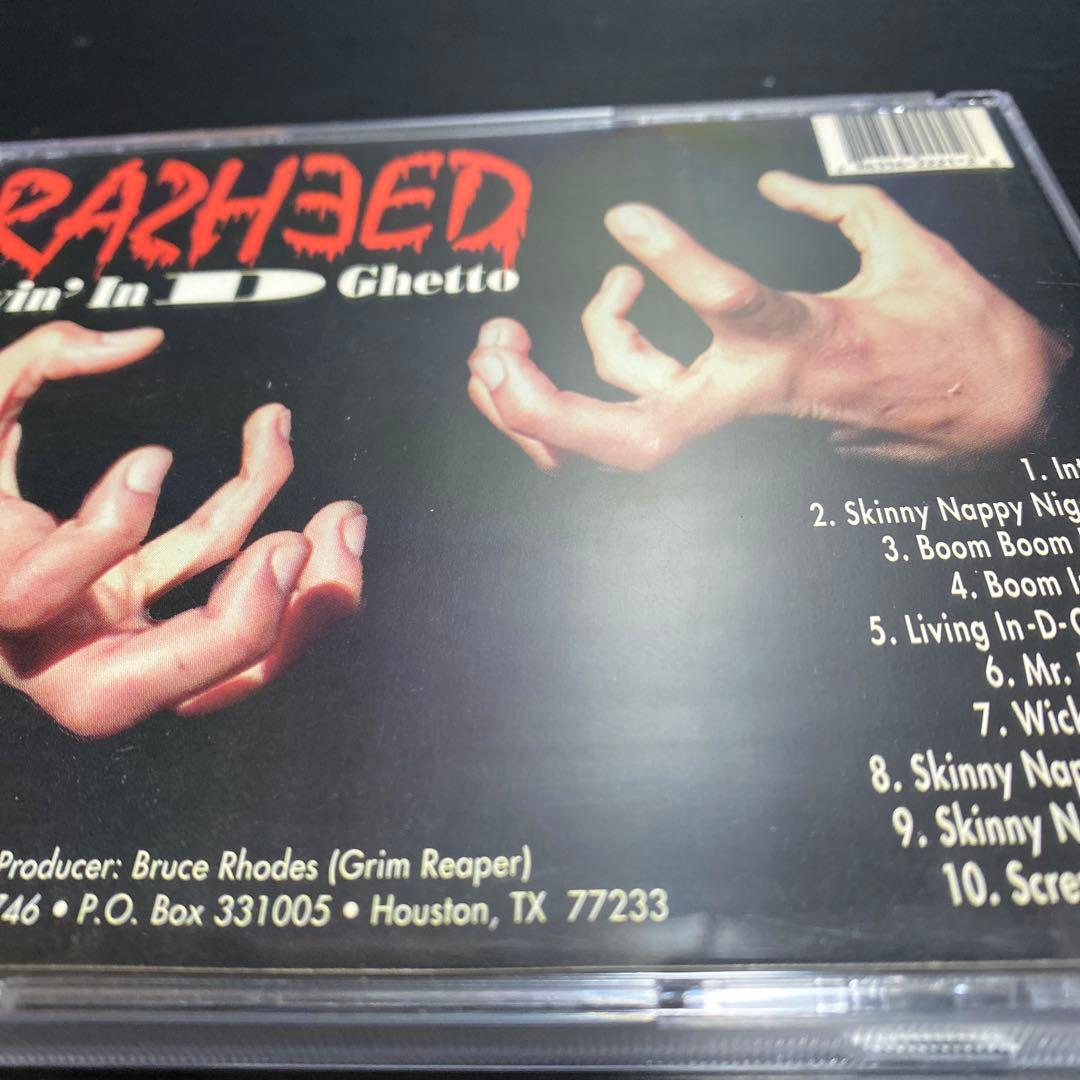 RASHEED
vin' In D Ghetto
1. Int
2. Skinny Nappy Nig
3. Boom Boom
4. Boom I
5. Living In-D-G
6. Mr.
7. Wick
8. Skinny Nap
9. Skinny N
10. Scre
Producer: Bruce Rhodes (Grim Reaper)
746 • P.O. Box 331005 • Houston, TX 77233